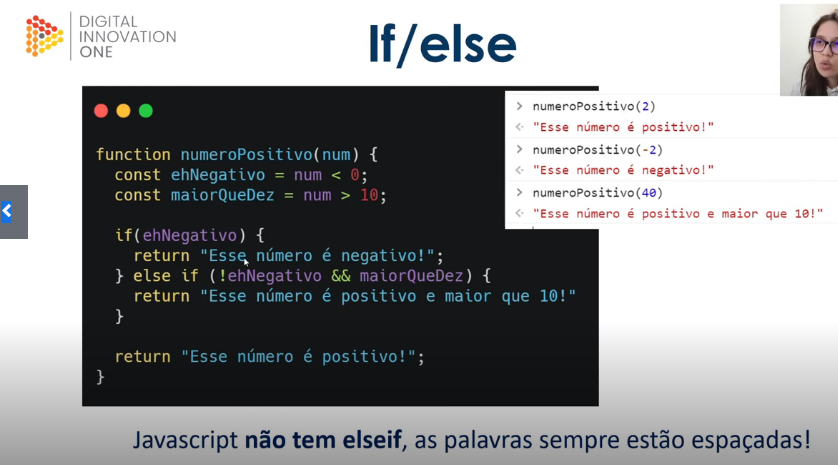 DIGITAL
INNOVATION
ONE
If/else
function numeroPositivo(num) {
const ehNegativo = num < 0;
const maiorQueDez = num > 10;
if(ehNegativo) {
return "Esse número é negativo!";
} else if (!ehNegativo && maiorQueDez) {
return "Esse número é positivo e maior que 10!"
}
return "Esse número é positivo!";
}
> numeroPositivo(2)
"Esse número é positivo!"
> numeroPositivo(-2)
"Esse número é negativo!"
> numeroPositivo(40)
"Esse número é positivo e maior que 10!"
Javascript não tem elseif, as palavras sempre estão espaçadas!